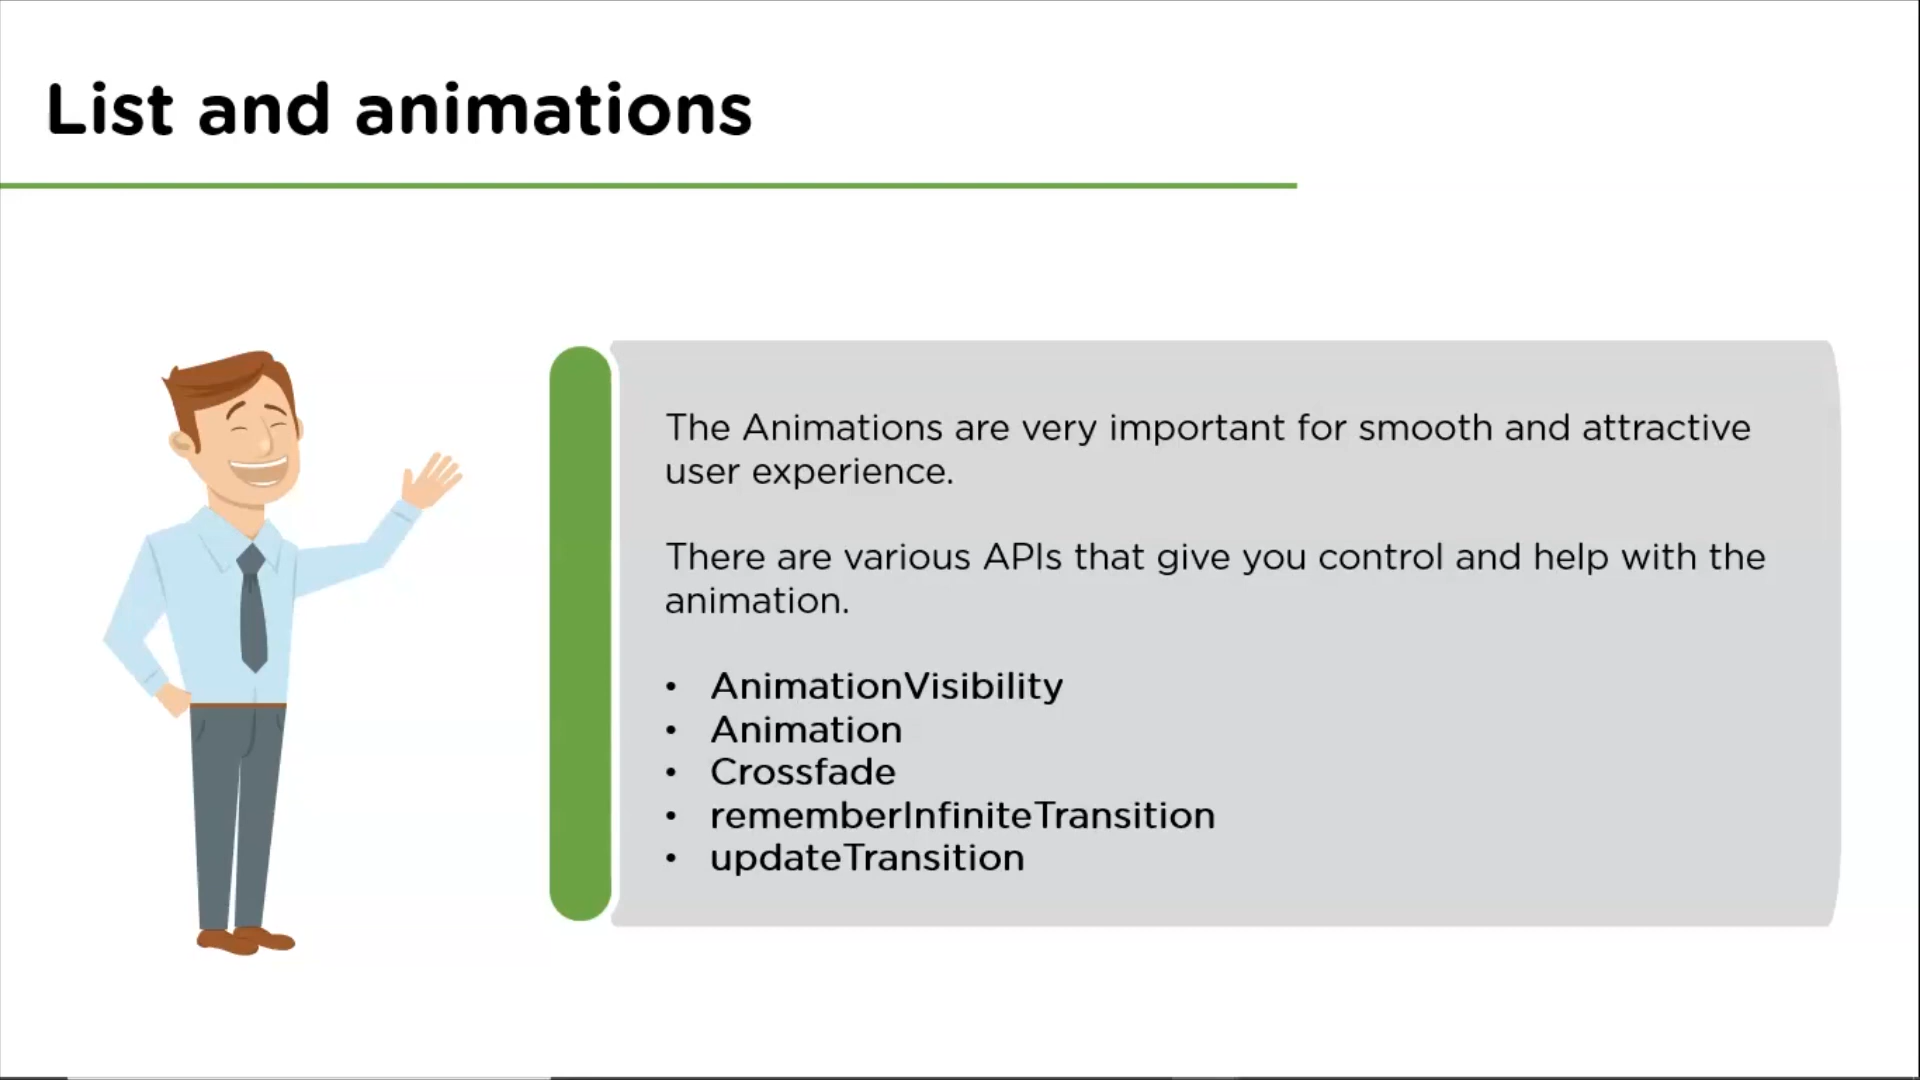 List and animations
The Animations are very important for smooth and attractive
user experience.
There are various APIs that give you control and help with the
animation.
• AnimationVisibility
• Animation
• Crossfade
• rememberInfiniteTransition
• updateTransition